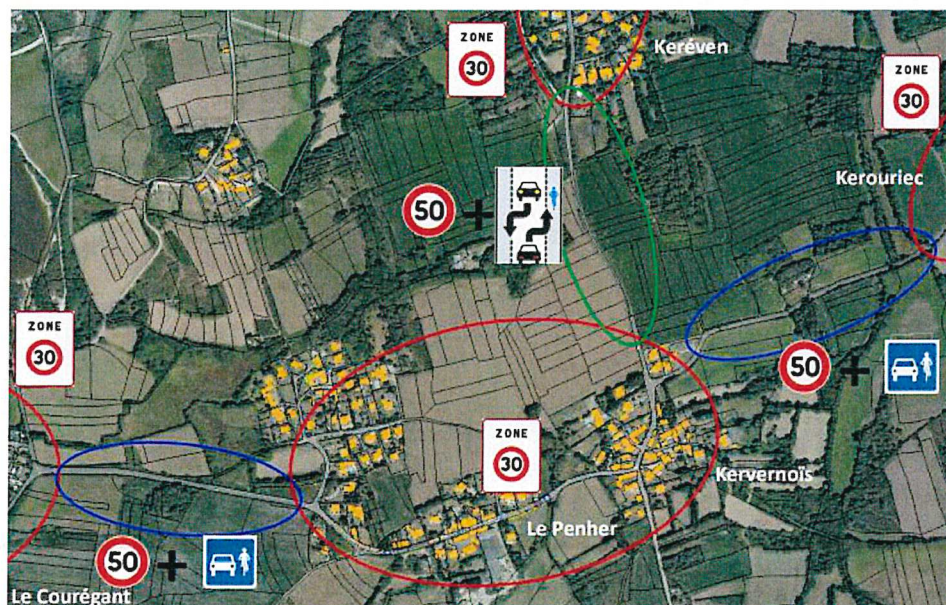 ZONE
30
Keréven
ZONE
30
Kerouriec
50 +
ZONE
30
50 +
ZONE
30
Kervernoïs
Le Penher
50 +
Le Courégant